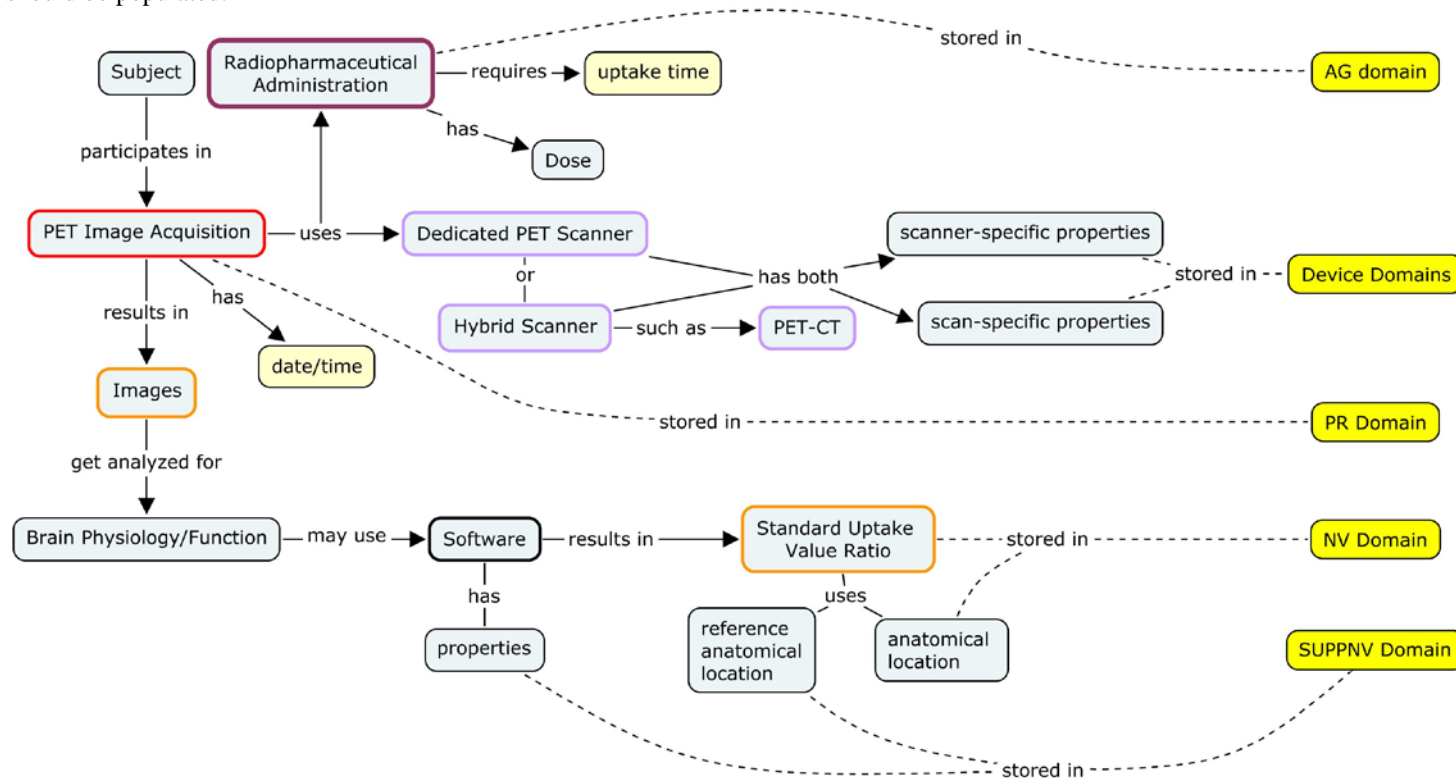 should be populated.
stored in
Subject
Radiopharmaceutical
Administration
requires
uptake time
AG domain
has
participates in
Dose
PET Image Acquisition
uses
Dedicated PET Scanner
scanner-specific properties
or
has both
stored in
Device Domains
results in
has
Hybrid Scanner
such as
PET-CT
scan-specific properties
date/time
Images
stored in
PR Domain
get analyzed for
Brain Physiology/Function
may use
Software
results in
Standard Uptake
Value Ratio
stored in
NV Domain
has
uses
properties
reference
anatomical
location
anatomical
location
SUPPNV Domain
stored in